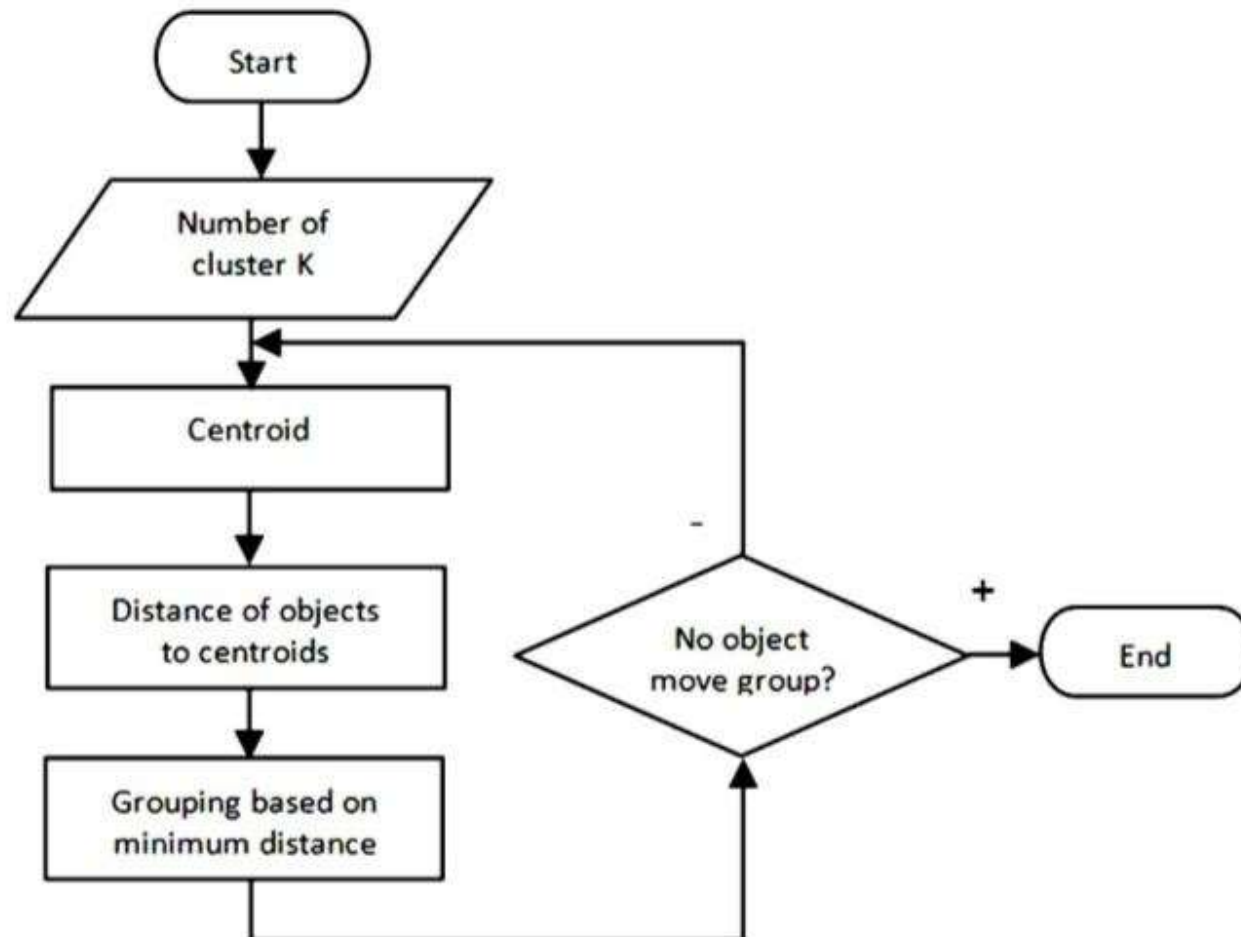 Start
Number of
cluster K
Centroid
Distance of objects
to centroids
Grouping based on
minimum distance
-
No object
move group?
+
End